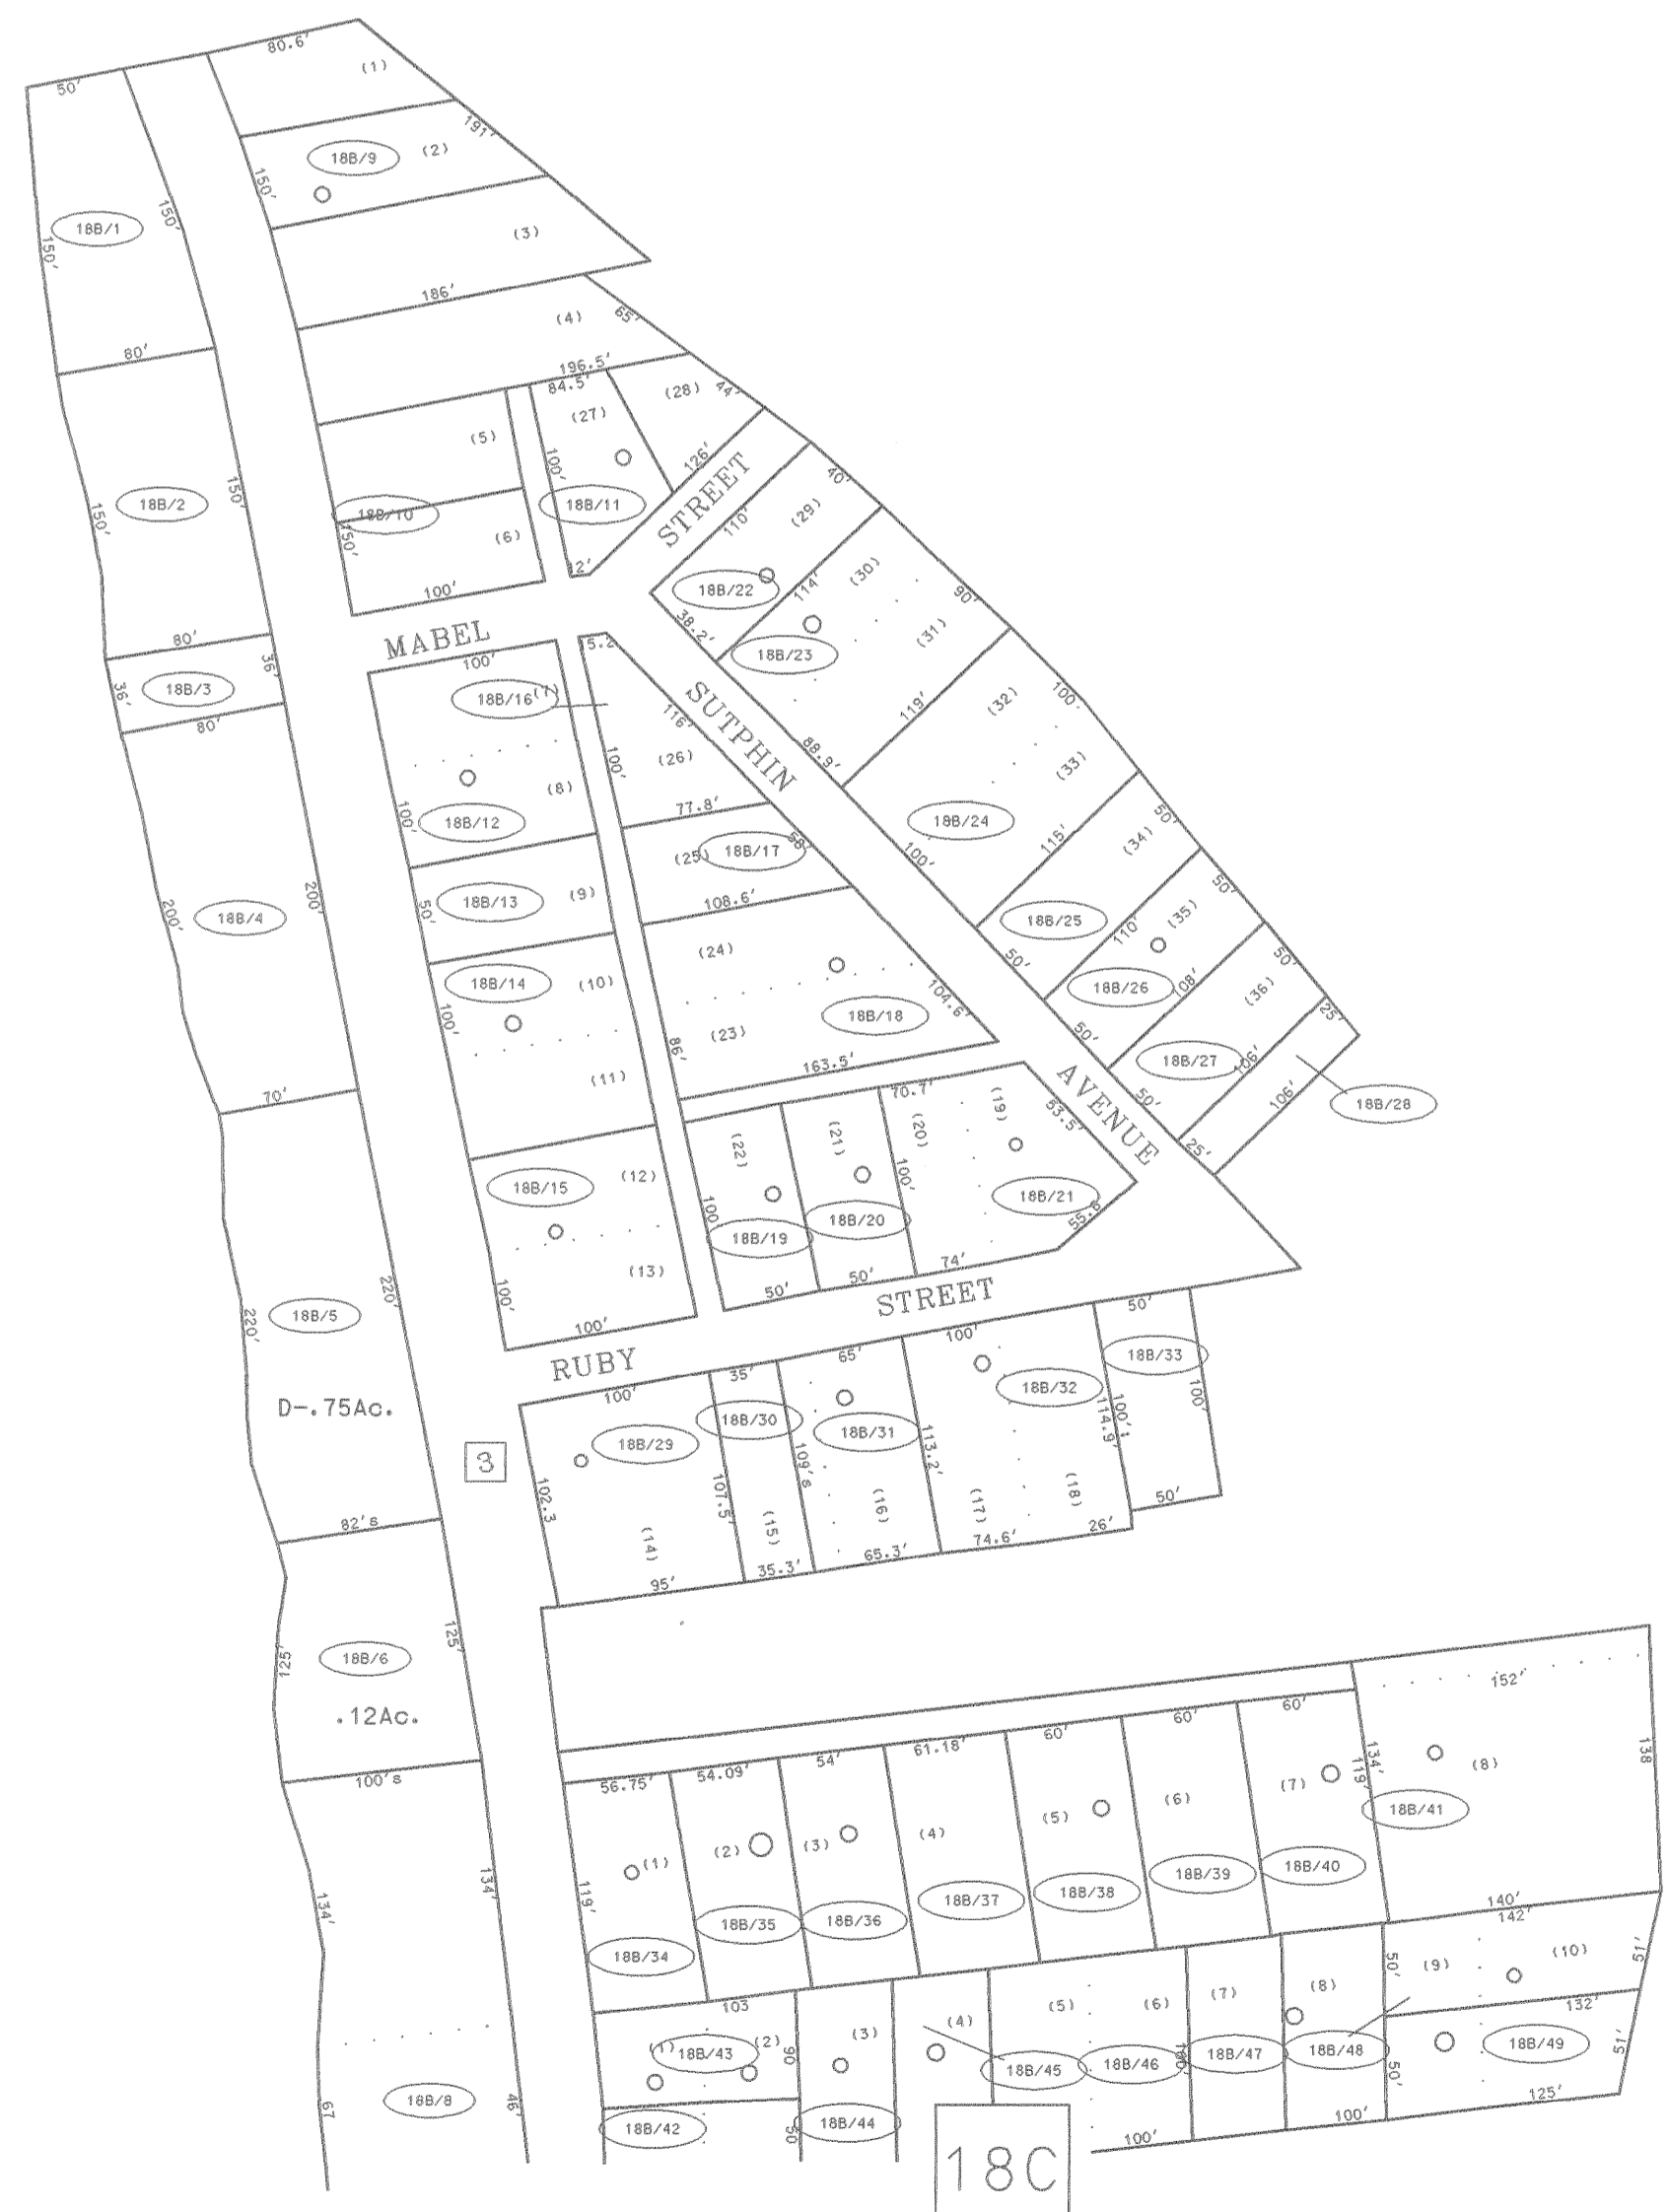 80.6'
50'
(1)
191'
18B/9
(2)
150'
150'
18B/1
150'
(3)
186'
(4)
65'
80'
196.5'
84.5'
(28)
44'
(27)
(5)
100'
126'
STREET
40'
18B/2
150'
150'
18B/10
18B/11
110'
(29)
(6)
150'
12'
(30)
114'
18B/22
90'
100'
MABEL
38.2'
(31)
80'
100'
5.2'
18B/23
36'
18B/3
36'
18B/16
(7)
SUTPHIN
116'
119'
(32)
100'
80'
(26)
100'
88.9'
(33)
(8)
77.8'
100'
18B/12
18B/24
50'
58'
115'
(34)
(25)
18B/17
100'
50'
200'
18B/13
(9)
108.6'
50'
200'
18B/4
18B/25
110'
(35)
(24)
50'
50'
18B/14
(10)
104.6'
18B/26
108'
(36)
100'
18B/18
25'
(23)
86'
50'
163.5'
18B/27
106'
(11)
70'
70.7'
(19)
AVENUE
50'
106'
18B/28
53.5'
(22)
(21)
(20)
25'
(12)
100'
18B/15
100'
18B/21
55.8'
18B/20
18B/19
(13)
74'
50'
50'
STREET
100'
220'
220'
18B/5
100'
RUBY
50'
100'
65'
18B/33
35'
100'
18B/32
100'
D-.75Ac.
18B/30
114.9'
18B/31
18B/29
113.2'
3
109's
107.5'
102.3
(18)
(17)
50'
(16)
(15)
(14)
82's
26'
74.6'
65.3'
35.3'
95'
125'
125'
18B/6
152'
.12Ac.
60'
60'
60'
61.18'
54'
54.09'
134'
119'
138
(8)
100's
56.75'
(7)
(6)
18B/41
(5)
(4)
(3)
(2)
(1)
18B/40
18B/39
134'
119'
18B/38
18B/37
134'
140'
142'
18B/36
18B/35
18B/34
(10)
51'
50'
(9)
(8)
(7)
(6)
(5)
103
132'
(4)
(3)
(2)
90
18B/43
18B/49
51'
18B/48
18B/47
18B/46
18B/45
50'
125'
67
18B/8
46'
18B/42
18B/44
50
100'
100'
18C